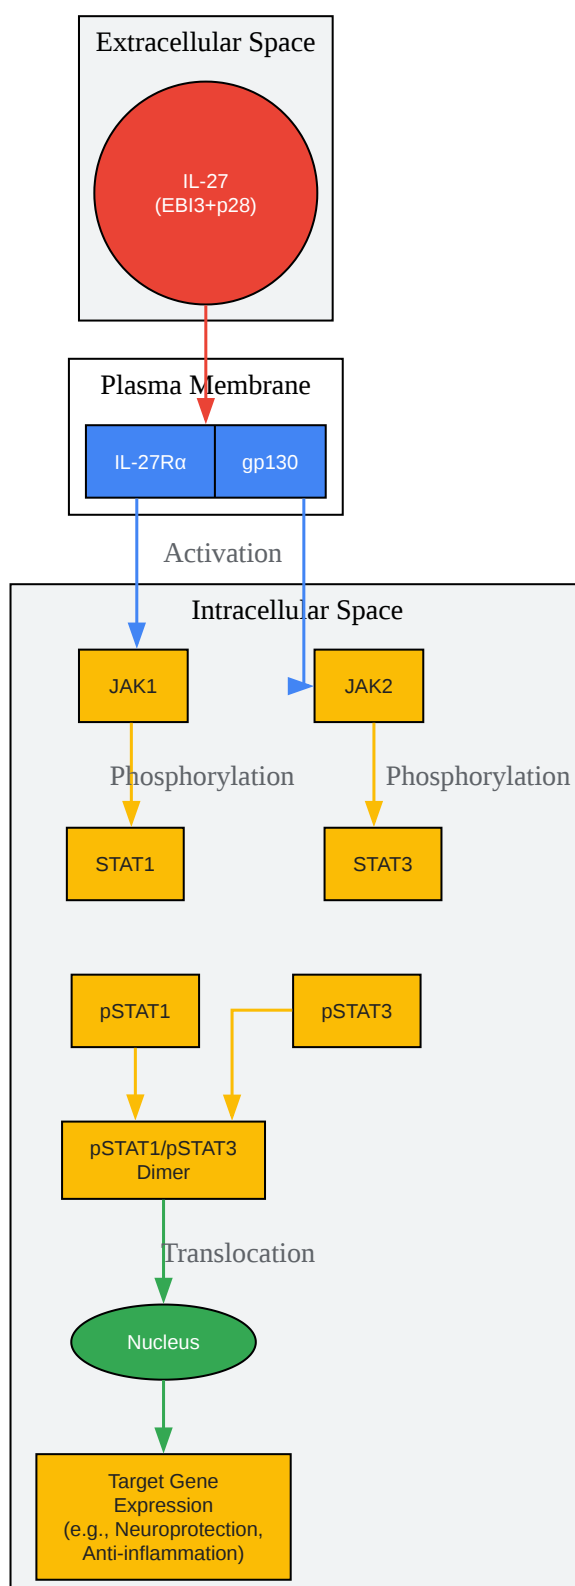 Extracellular Space
IL-27
(EBI3+p28)
Plasma Membrane
IL-27Rα
gp130
Activation
Intracellular Space
JAK1
JAK2
Phosphorylation
Phosphorylation
STAT1
STAT3
pSTAT1
pSTAT3
pSTAT1/pSTAT3
Dimer
Translocation
Nucleus
Target Gene
Expression
(e.g., Neuroprotection,
Anti-inflammation)